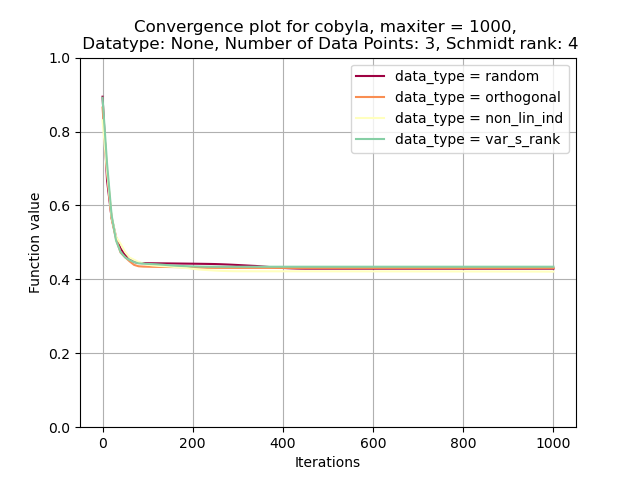 Convergence plot for cobyla, maxiter = 1000,
Datatype: None, Number of Data Points: 3, Schmidt rank: 4
data_type = random
data_type = orthogonal
data_type = non_lin_ind
data_type = var_s_rank
Function value
1.0
0.8
0.6
0.4
0.2
0.0
0 200 400 600 800 1000
Iterations